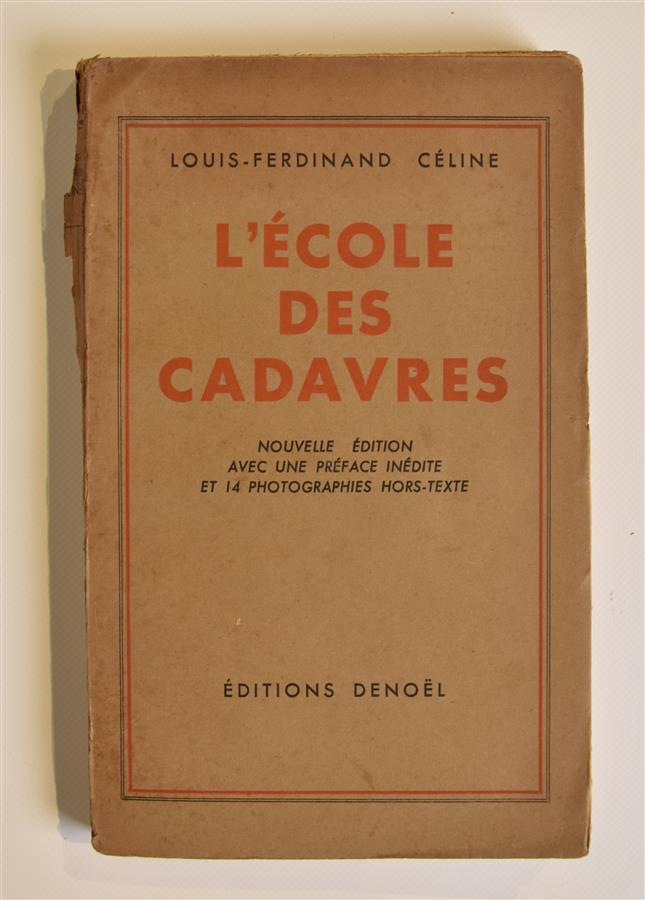 LOUIS-FERDINAND CÉLINE
L'ÉCOLE
DES
CADAVRES
NOUVELLE ÉDITION
AVEC UNE PRÉFACE INÉDITE
ET 14 PHOTOGRAPHIES HORS-TEXTE
ÉDITIONS DENOËL